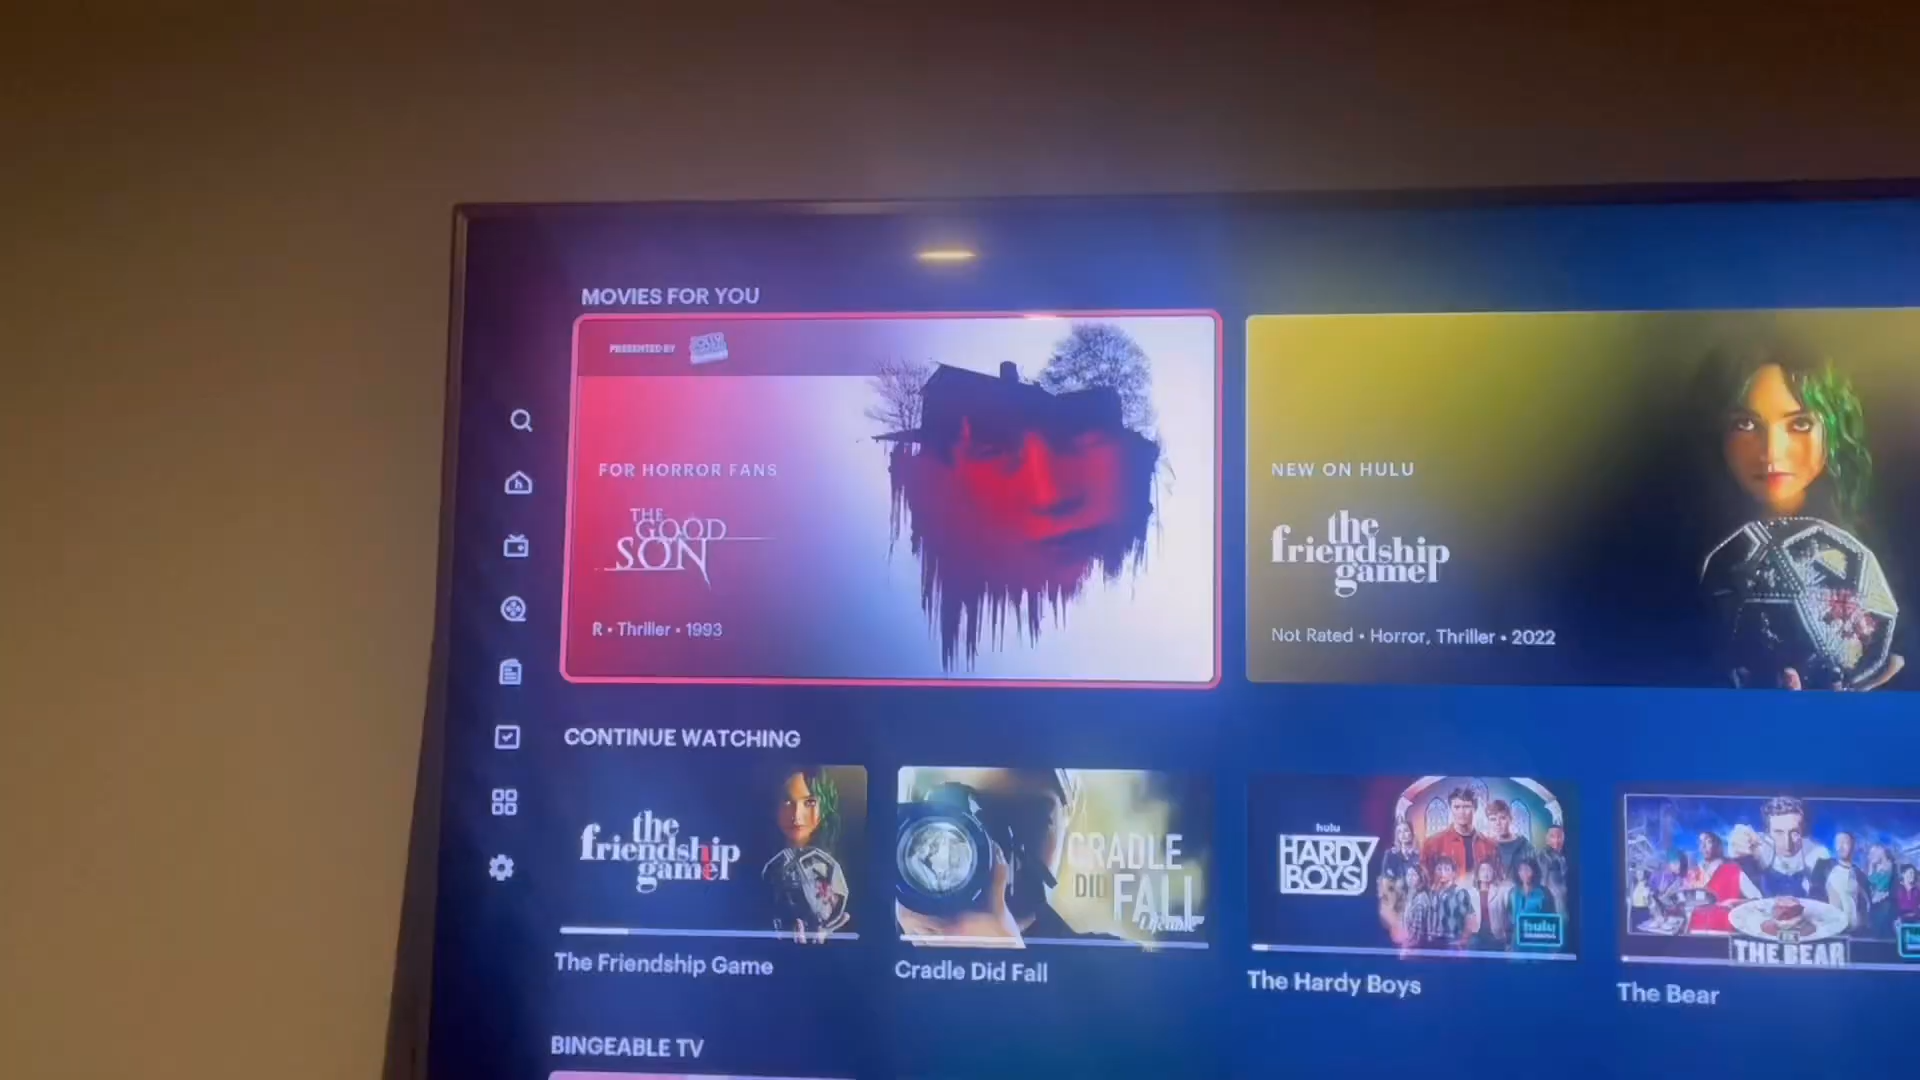 MOVIES FOR YOU
PRESENTED BY
FOR HORROR FANS
THE
GOOD
SON
R • Thriller • 1993
NEW ON HULU
the
friendship
game
Not Rated • Horror, Thriller • 2022
CONTINUE WATCHING
the
friendship
game
CRADLE
DID FALL
Lifetime
hulu
HARDY
BOYS
hulu
THE BEAR
The Friendship Game
Cradle Did Fall
The Hardy Boys
The Bear
BINGEABLE TV